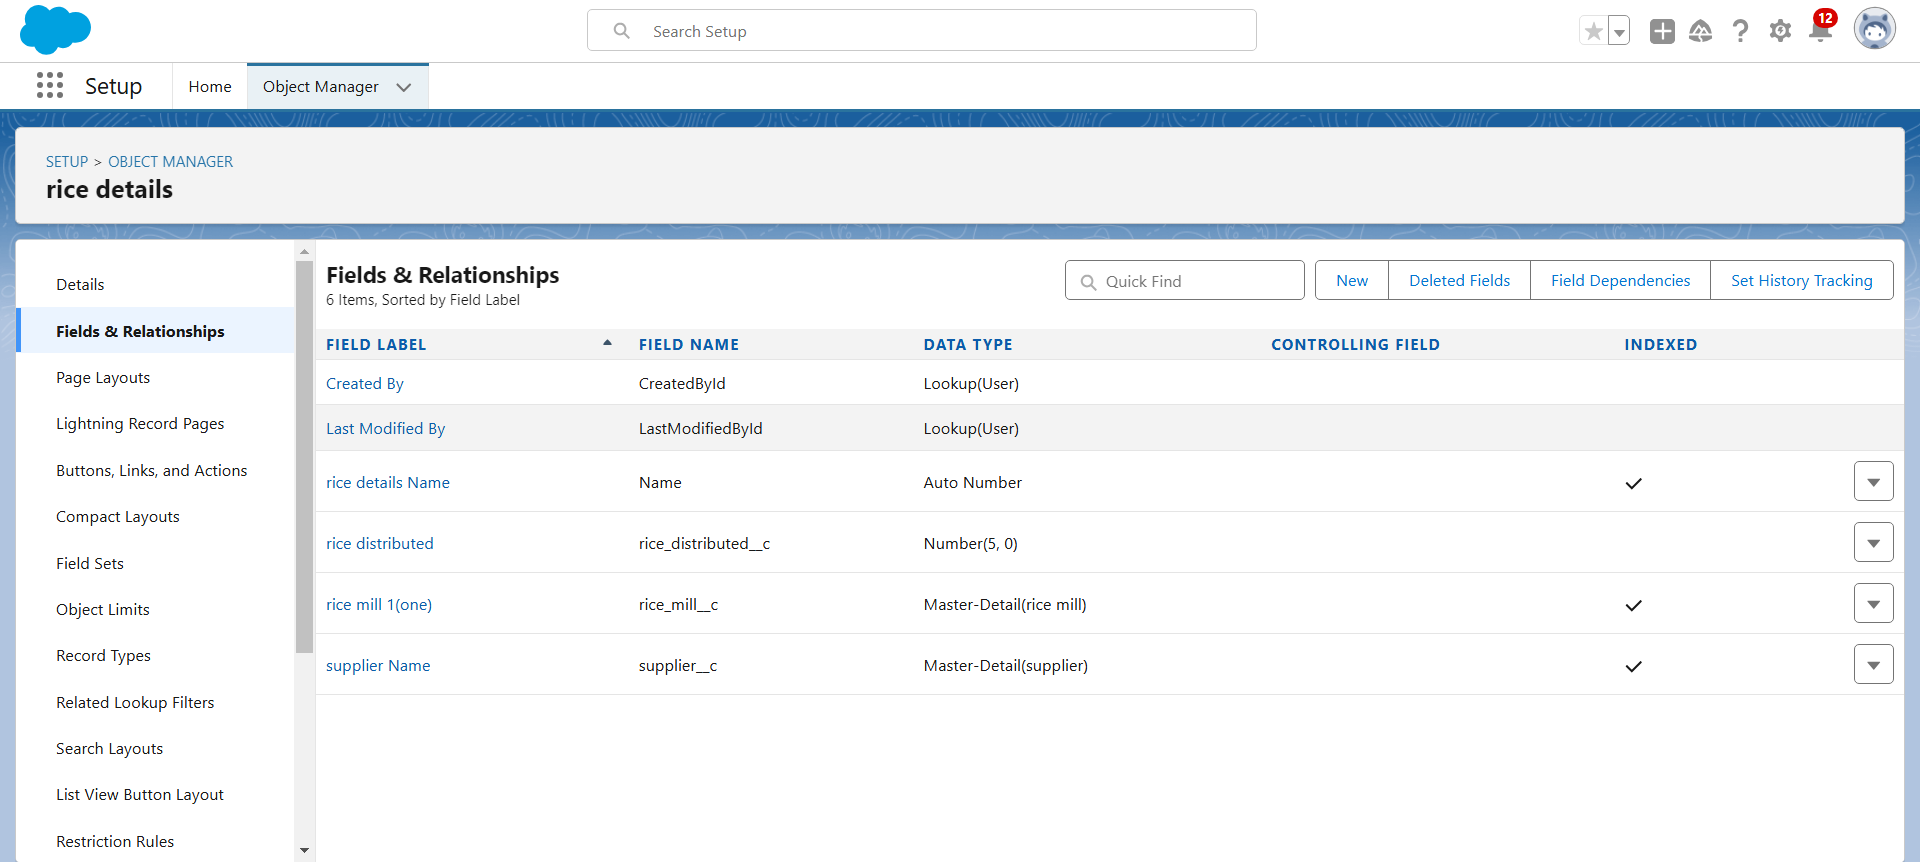 Search Setup
12
Setup
Home
Object Manager
SETUP > OBJECT MANAGER
rice details
Details
Fields & Relationships
Page Layouts
Lightning Record Pages
Buttons, Links, and Actions
Compact Layouts
Field Sets
Object Limits
Record Types
Related Lookup Filters
Search Layouts
List View Button Layout
Restriction Rules
Fields & Relationships
6 Items, Sorted by Field Label
Quick Find
New
Deleted Fields
Field Dependencies
Set History Tracking
FIELD LABEL FIELD NAME DATA TYPE CONTROLLING FIELD INDEXED
Created By CreatedById Lookup(User)
Last Modified By LastModifiedById Lookup(User)
rice details Name Name Auto Number
rice distributed rice_distributed__c Number(5, 0)
rice mill 1(one) rice_mill__c Master-Detail(rice mill)
supplier Name supplier__c Master-Detail(supplier)